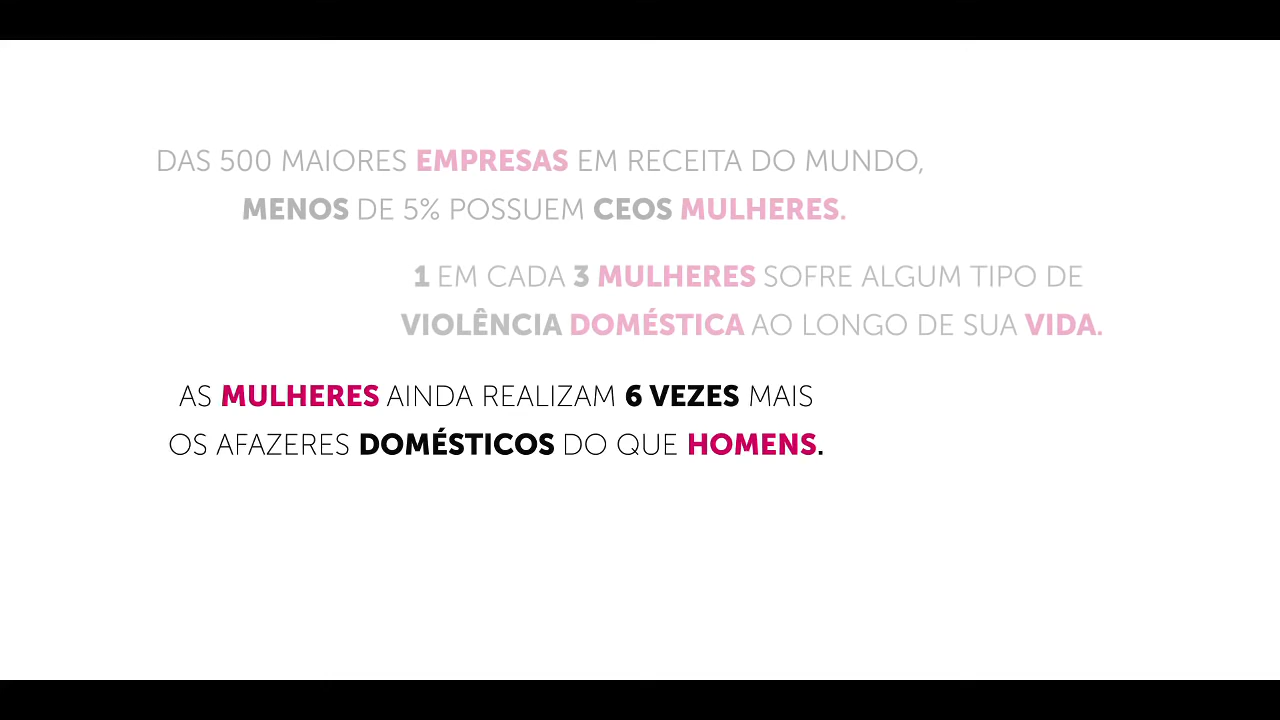 DAS 500 MAIORES EMPRESAS EM RECEITA DO MUNDO,
MENOS DE 5% POSSUEM CEOS MULHERES.
1 EM CADA 3 MULHERES SOFRE ALGUM TIPO DE
VIOLÊNCIA DOMÉSTICA AO LONGO DE SUA VIDA.
AS MULHERES AINDA REALIZAM 6 VEZES MAIS
OS AFAZERES DOMÉSTICOS DO QUE HOMENS.